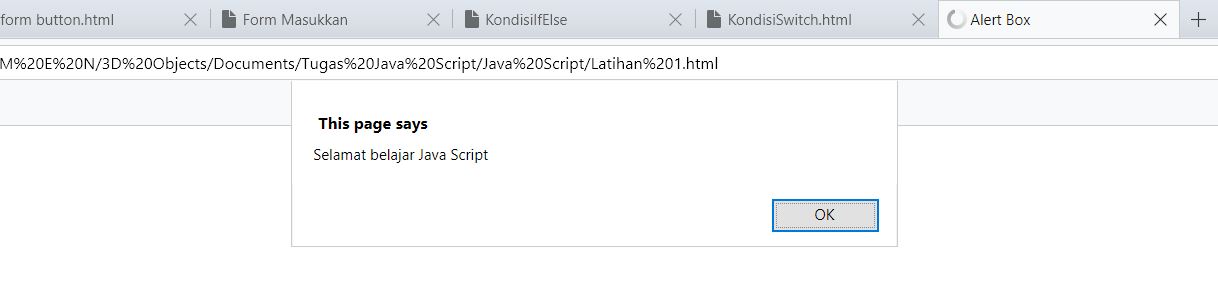 form button.html
Form Masukkan
KondisiIfElse
KondisiSwitch.html
Alert Box
M%20E%20N/3D%20Objects/Documents/Tugas%20Java%20Script/Java%20Script/Latihan%201.html
This page says
Selamat belajar Java Script
OK